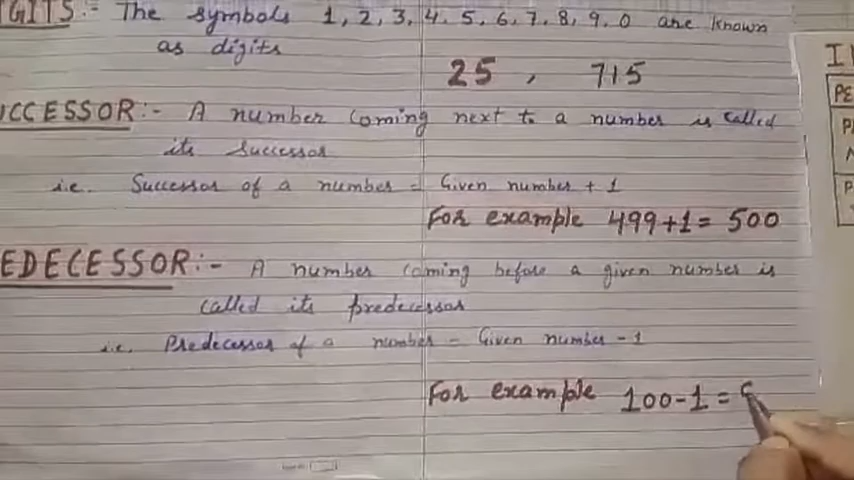 IGITS:- The symbols 1, 2, 3, 4, 5, 6, 7, 8, 9, 0 are known
as digits
25 , 715
UCCESSOR:- A number coming next to a number is called
its Successor
i.e. Successor of a number = Given number + 1
For example 499+1= 500
EDECESSOR:- A number coming before a given number is
called its predecessor
i.e. Predecessor of a number = Given number - 1
For example 100-1 =
I
PE
P